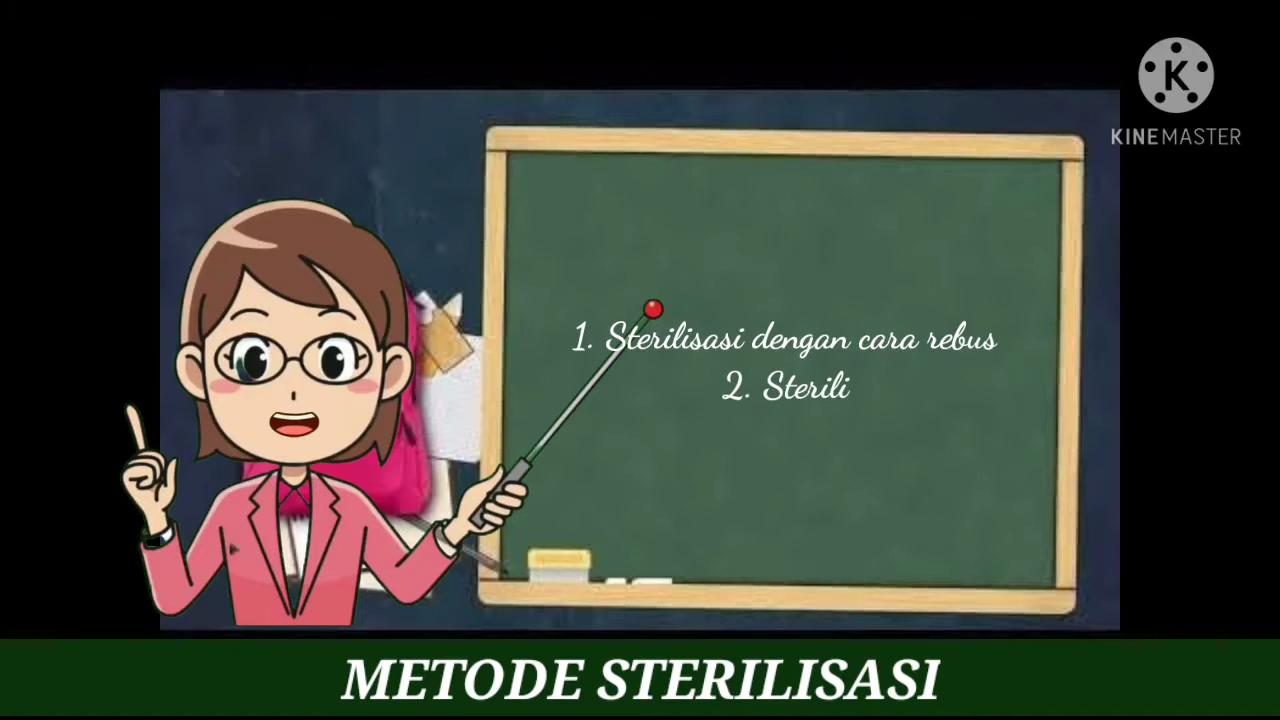 K
KINEMASTER
1. Sterilisasi dengan cara rebus
2. Sterili
METODE STERILISASI